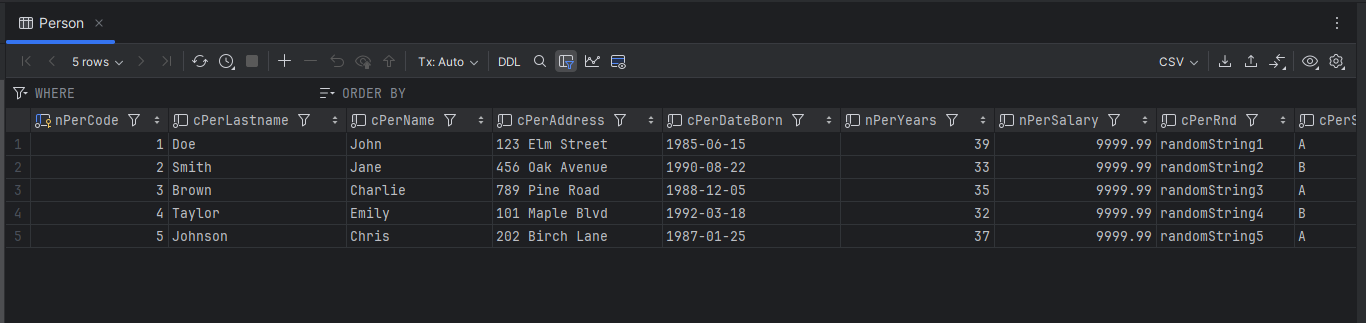 Person
5 rows Tx: Auto DDL CSV
WHERE ORDER BY
nPerCode cPerLastname cPerName cPerAddress cPerDateBorn nPerYears nPerSalary cPerRnd cPerS
1 1 Doe John 123 Elm Street 1985-06-15 39 9999.99 randomString1 A
2 2 Smith Jane 456 Oak Avenue 1990-08-22 33 9999.99 randomString2 B
3 3 Brown Charlie 789 Pine Road 1988-12-05 35 9999.99 randomString3 A
4 4 Taylor Emily 101 Maple Blvd 1992-03-18 32 9999.99 randomString4 B
5 5 Johnson Chris 202 Birch Lane 1987-01-25 37 9999.99 randomString5 A